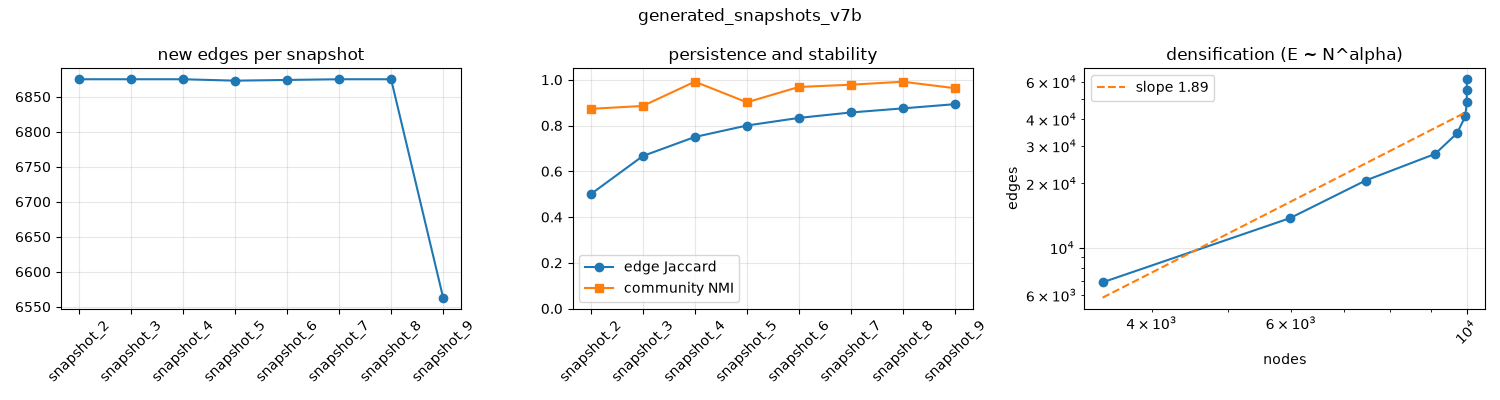 generated_snapshots_v7b
new edges per snapshot
6850
6800
6750
6700
6650
6600
6550
snapshot_2
snapshot_3
snapshot_4
snapshot_5
snapshot_6
snapshot_7
snapshot_8
snapshot_9
persistence and stability
1.0
0.8
0.6
0.4
0.2
0.0
edge Jaccard
community NMI
snapshot_2
snapshot_3
snapshot_4
snapshot_5
snapshot_6
snapshot_7
snapshot_8
snapshot_9
densification (E ~ N^alpha)
slope 1.89
edges
6 × 10⁴
4 × 10⁴
3 × 10⁴
2 × 10⁴
10⁴
6 × 10³
4 × 10³
6 × 10³
10⁴
nodes